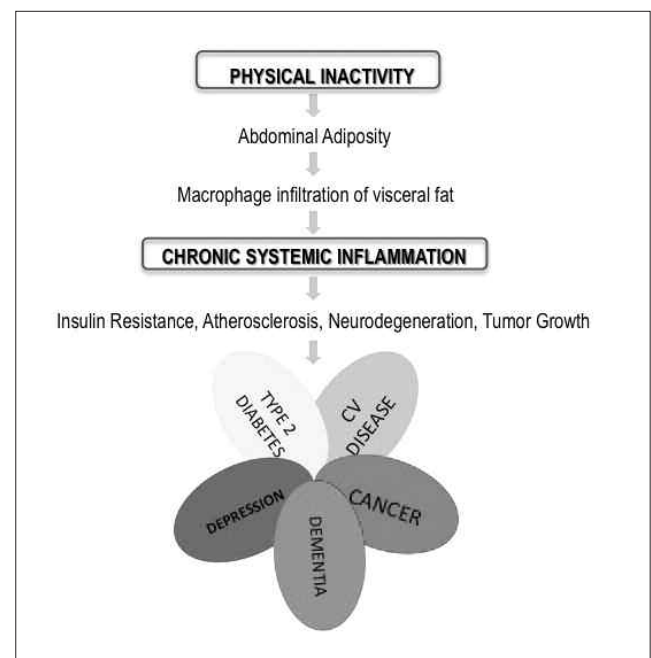 PHYSICAL INACTIVITY
Abdominal Adiposity
Macrophage infiltration of visceral fat
CHRONIC SYSTEMIC INFLAMMATION
Insulin Resistance, Atherosclerosis, Neurodegeneration, Tumor Growth
TYPE 2
DIABETES
CV
DISEASE
DEPRESSION
CANCER
DEMENTIA